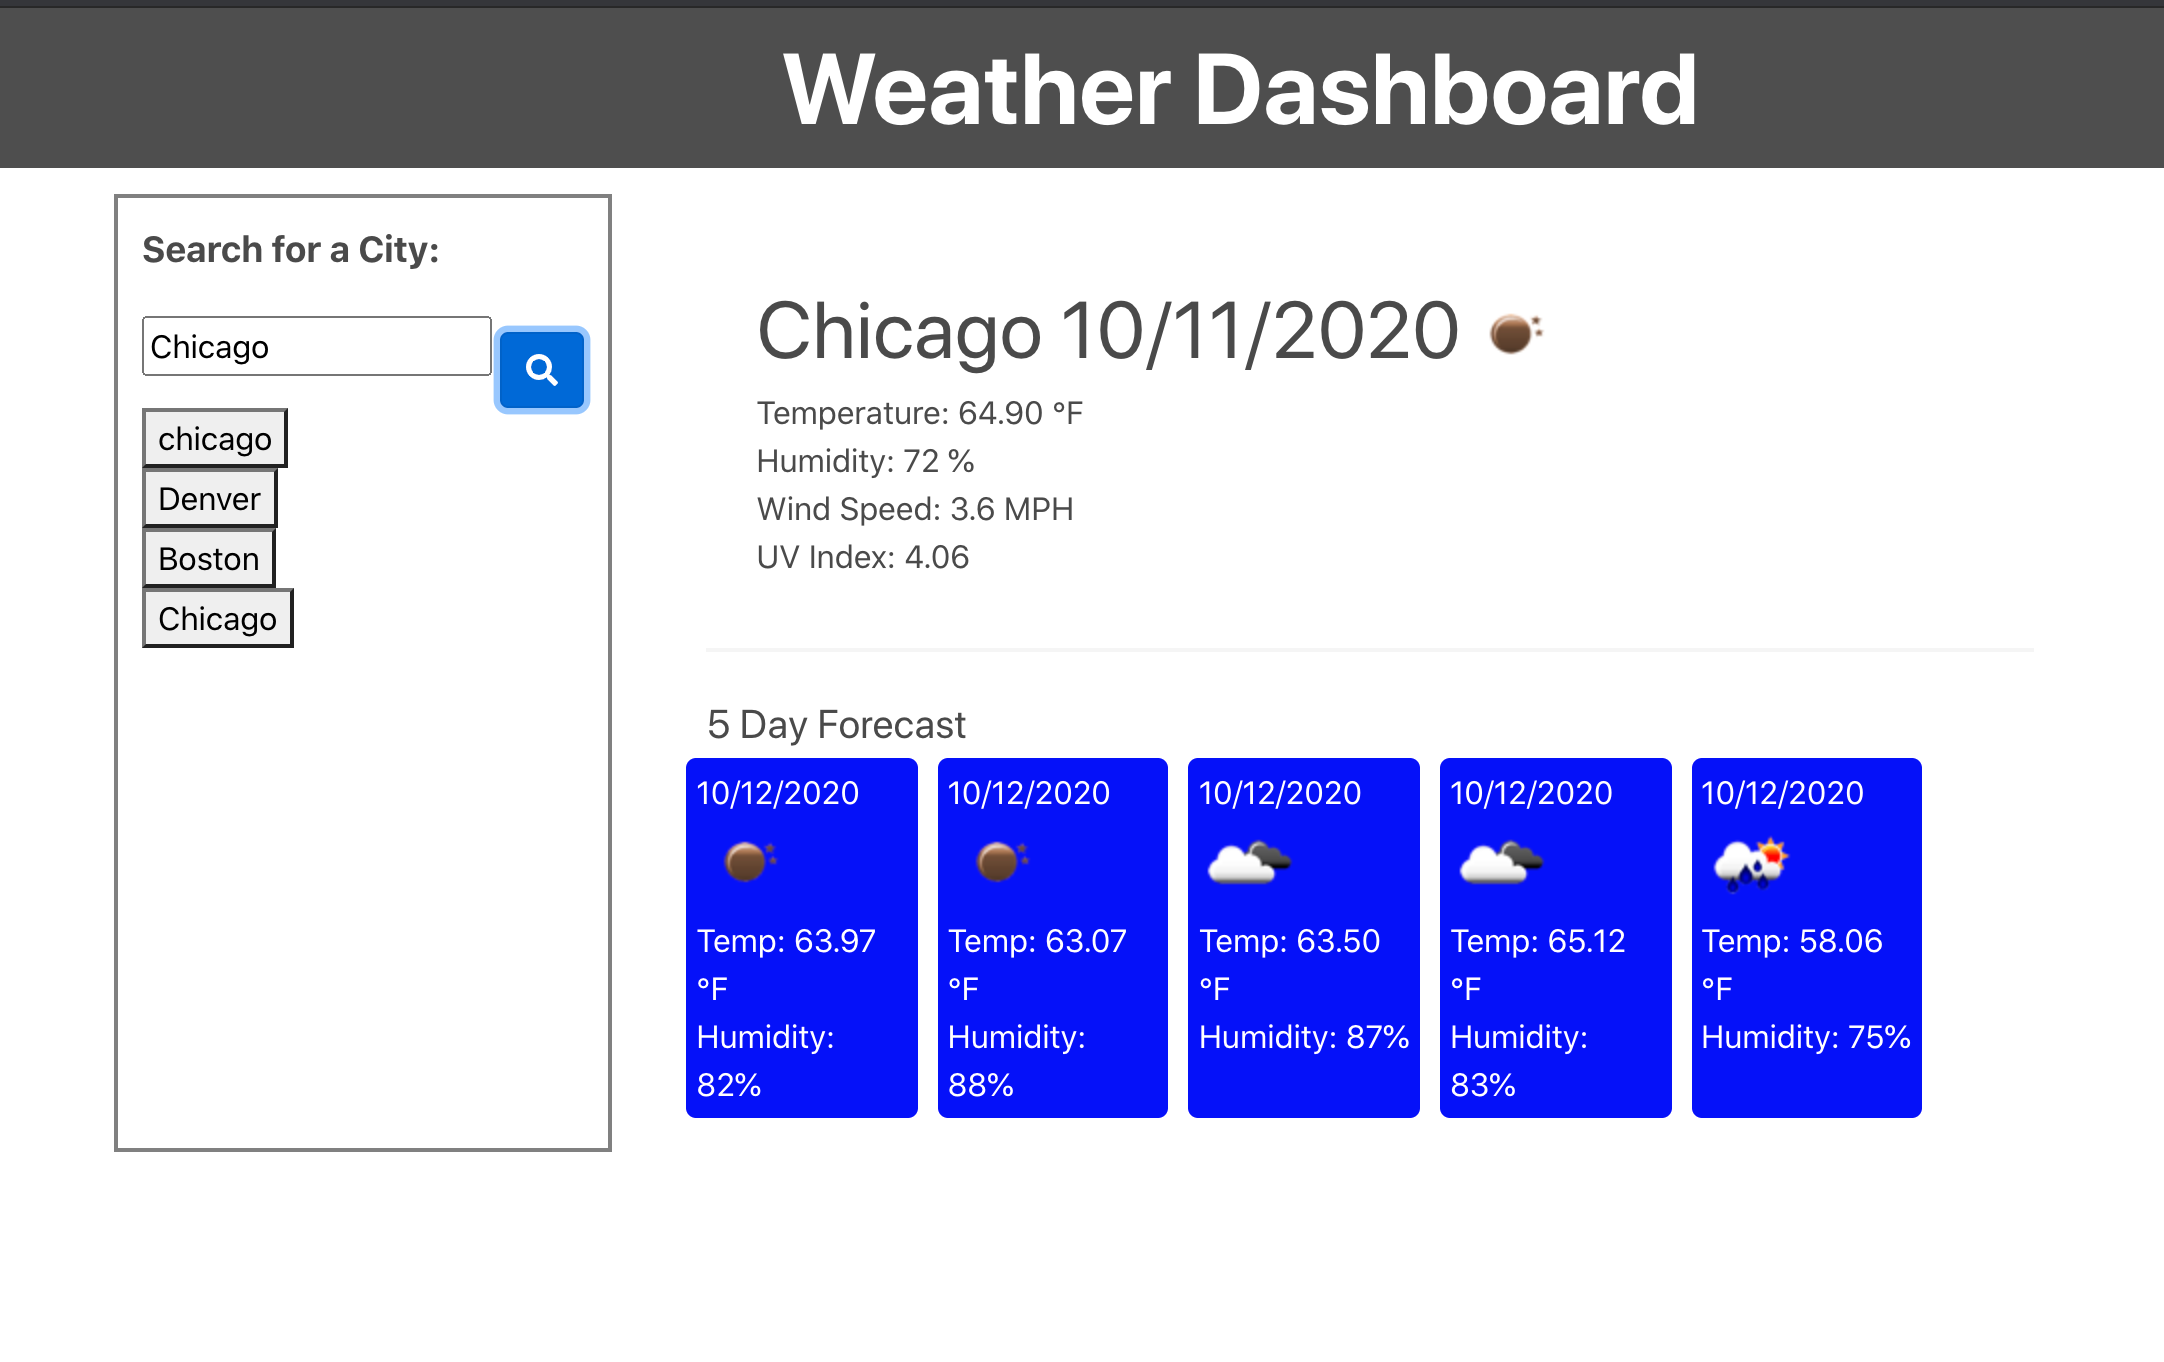 Weather Dashboard
Search for a City:
Chicago
chicago
Denver
Boston
Chicago
Chicago 10/11/2020
Temperature: 64.90 °F
Humidity: 72 %
Wind Speed: 3.6 MPH
UV Index: 4.06
5 Day Forecast
10/12/2020
Temp: 63.97
°F
Humidity:
82%
10/12/2020
Temp: 63.07
°F
Humidity:
88%
10/12/2020
Temp: 63.50
°F
Humidity: 87%
10/12/2020
Temp: 65.12
°F
Humidity:
83%
10/12/2020
Temp: 58.06
°F
Humidity: 75%